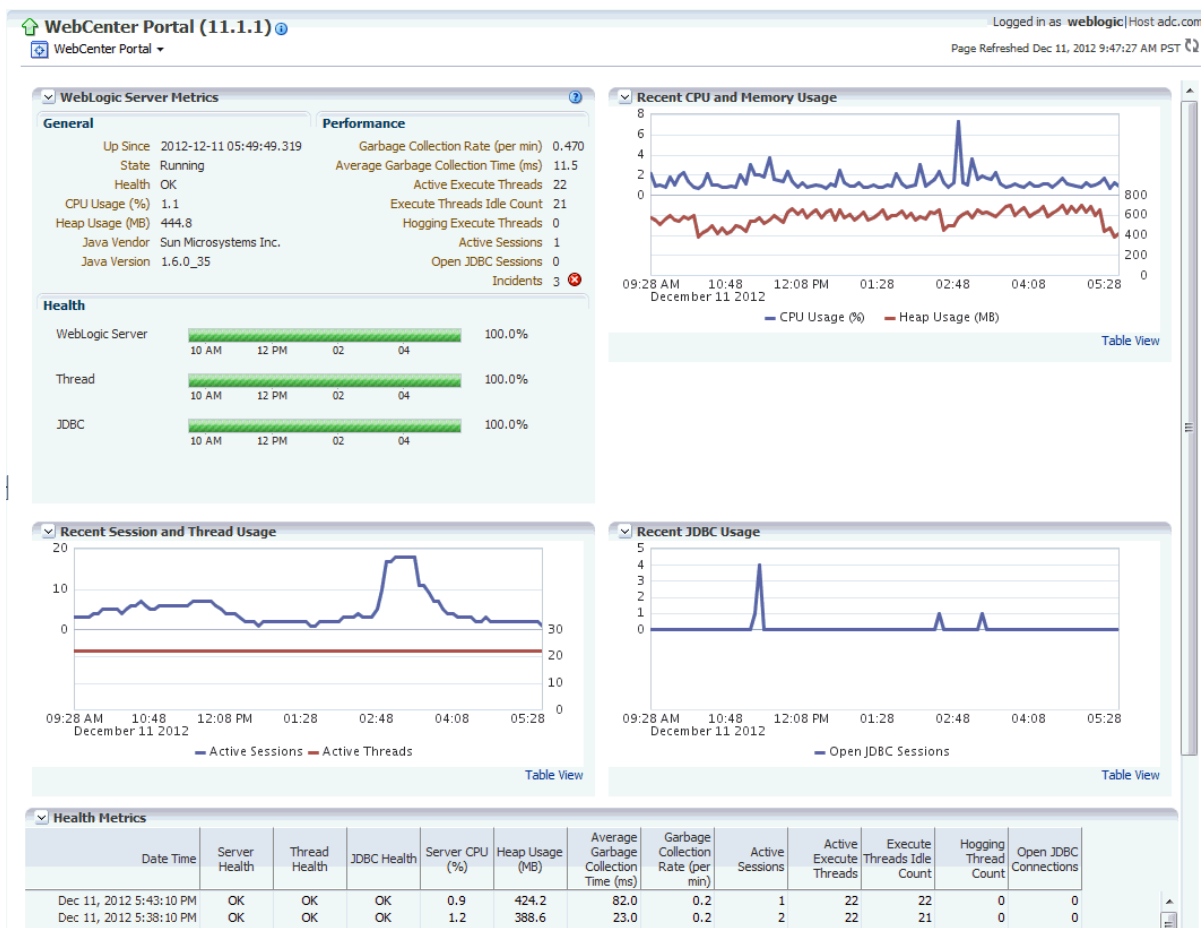 WebCenter Portal (11.1.1)
Logged in as weblogic|Host adc.com
WebCenter Portal
Page Refreshed Dec 11, 2012 9:47:27 AM PST
WebLogic Server Metrics
General
Up Since 2012-12-11 05:49:49.319
State Running
Health OK
CPU Usage (%) 1.1
Heap Usage (MB) 444.8
Java Vendor Sun Microsystems Inc.
Java Version 1.6.0_35
Performance
Garbage Collection Rate (per min) 0.470
Average Garbage Collection Time (ms) 11.5
Active Execute Threads 22
Execute Threads Idle Count 21
Hogging Execute Threads 0
Active Sessions 1
Open JDBC Sessions 0
Incidents 3
Health
WebLogic Server 100.0%
10 AM 12 PM 02 04
Thread 100.0%
10 AM 12 PM 02 04
JDBC 100.0%
10 AM 12 PM 02 04
Recent CPU and Memory Usage
8
6
4
2
0
800
600
400
200
0
09:28 AM 10:48 12:08 PM 01:28 02:48 04:08 05:28
December 11 2012
CPU Usage (%) Heap Usage (MB)
Table View
Recent Session and Thread Usage
20
10
0
30
20
10
0
09:28 AM 10:48 12:08 PM 01:28 02:48 04:08 05:28
December 11 2012
Active Sessions Active Threads
Table View
Recent JDBC Usage
5
4
3
2
1
0
09:28 AM 10:48 12:08 PM 01:28 02:48 04:08 05:28
December 11 2012
Open JDBC Sessions
Table View
Health Metrics
Date Time
Server
Health
Thread
Health
JDBC Health
Server CPU
(%)
Heap Usage
(MB)
Average
Garbage
Collection
Time (ms)
Garbage
Collection
Rate (per
min)
Active
Sessions
Active
Execute
Threads
Execute
Threads Idle
Count
Hogging
Thread
Count
Open JDBC
Connections
Dec 11, 2012 5:43:10 PM OK OK OK 0.9 424.2 82.0 0.2 1 22 22 0 0
Dec 11, 2012 5:38:10 PM OK OK OK 1.2 388.6 23.0 0.2 2 22 21 0 0